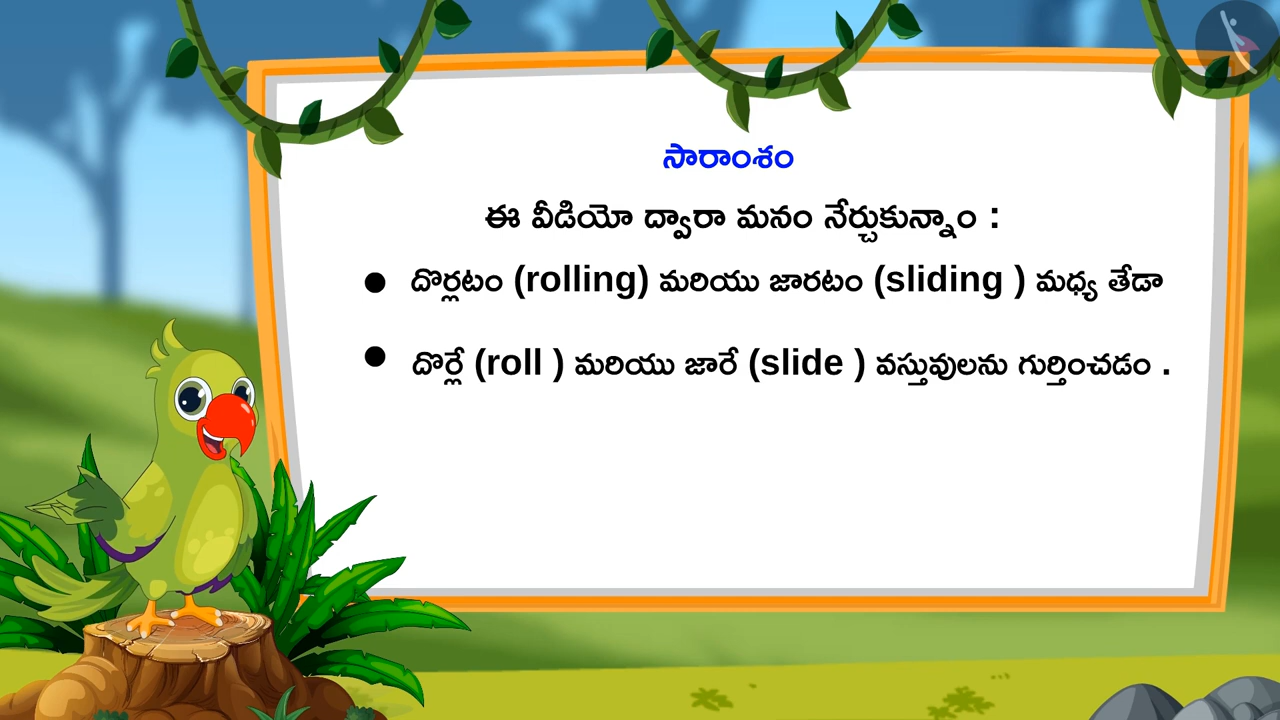 సారాంశం
ఈ వీడియో ద్వారా మనం నేర్చుకున్నాం :
● దొర్లటం (rolling) మరియు జారటం (sliding ) మధ్య తేడా
● దొర్లే (roll ) మరియు జారే (slide ) వస్తువులను గుర్తించడం .